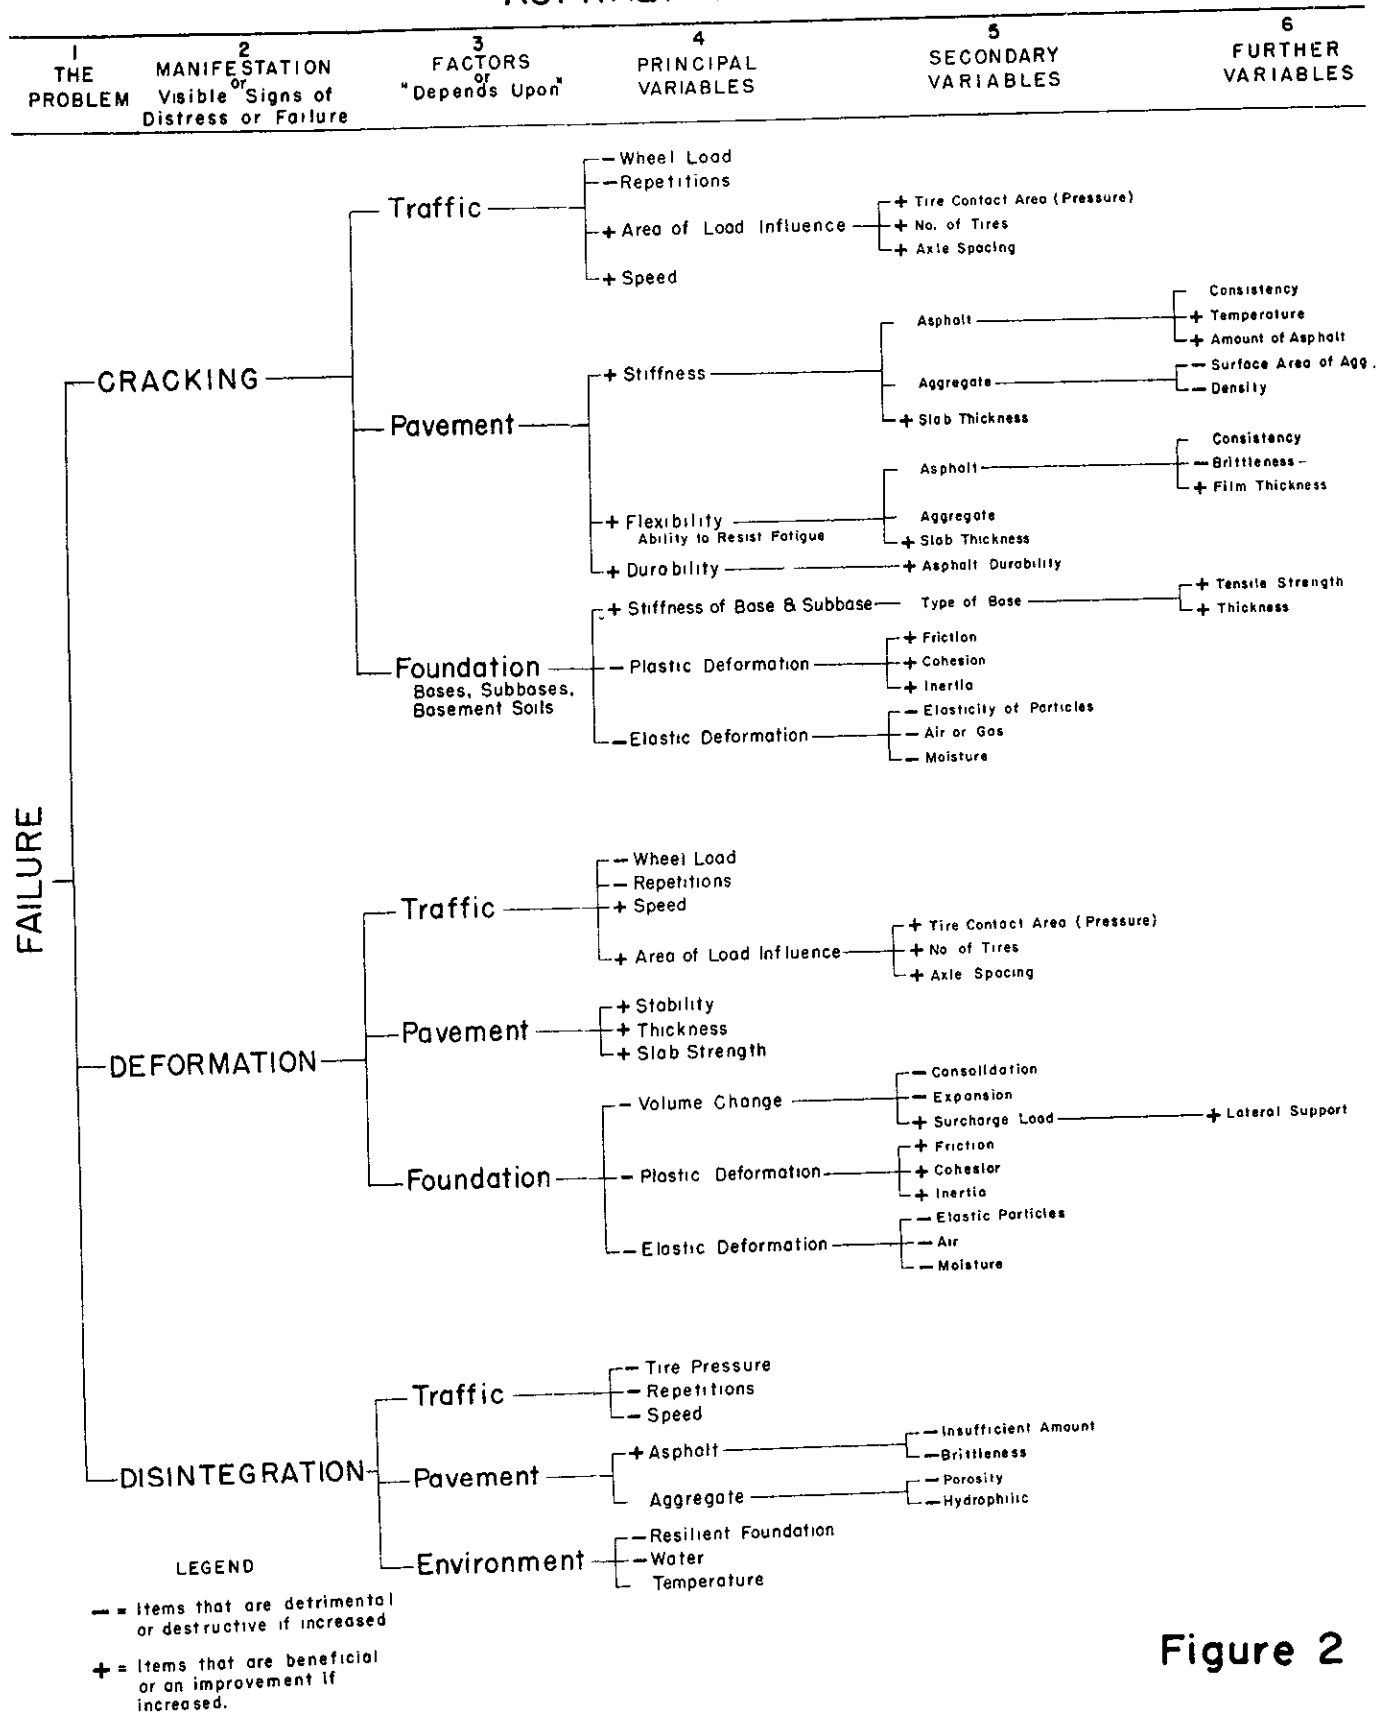 1
THE
PROBLEM
2
MANIFESTATION
or
Visible Signs of
Distress or Failure
3
FACTORS
or
"Depends Upon"
4
PRINCIPAL
VARIABLES
5
SECONDARY
VARIABLES
6
FURTHER
VARIABLES
FAILURE
CRACKING
Traffic
- Wheel Load
- Repetitions
+ Area of Load Influence
+ Tire Contact Area (Pressure)
+ No. of Tires
+ Axle Spacing
+ Speed
Pavement
+ Stiffness
Asphalt
Consistency
+ Temperature
+ Amount of Asphalt
Aggregate
- Surface Area of Agg.
- Density
+ Slab Thickness
+ Flexibility
Ability to Resist Fatigue
Asphalt
Consistency
- Brittleness -
+ Film Thickness
Aggregate
+ Slab Thickness
+ Durability
+ Asphalt Durability
Foundation
Bases, Subbases,
Basement Soils
+ Stiffness of Base & Subbase
Type of Base
+ Tensile Strength
+ Thickness
- Plastic Deformation
+ Friction
+ Cohesion
+ Inertia
- Elastic Deformation
- Elasticity of Particles
- Air or Gas
- Moisture
DEFORMATION
Traffic
- Wheel Load
- Repetitions
+ Speed
+ Area of Load Influence
+ Tire Contact Area (Pressure)
+ No of Tires
+ Axle Spacing
Pavement
+ Stability
+ Thickness
+ Slab Strength
Foundation
- Volume Change
- Consolidation
- Expansion
+ Surcharge Load
+ Lateral Support
- Plastic Deformation
+ Friction
+ Cohesior
+ Inertia
- Elastic Deformation
- Elastic Particles
- Air
- Moisture
DISINTEGRATION
Traffic
- Tire Pressure
- Repetitions
- Speed
Pavement
+ Asphalt
- Insufficient Amount
- Brittleness
Aggregate
- Porosity
- Hydrophilic
Environment
- Resilient Foundation
- Water
Temperature
LEGEND
- = Items that are detrimental
or destructive if increased
+ = Items that are beneficial
or an improvement if
increased.
Figure 2